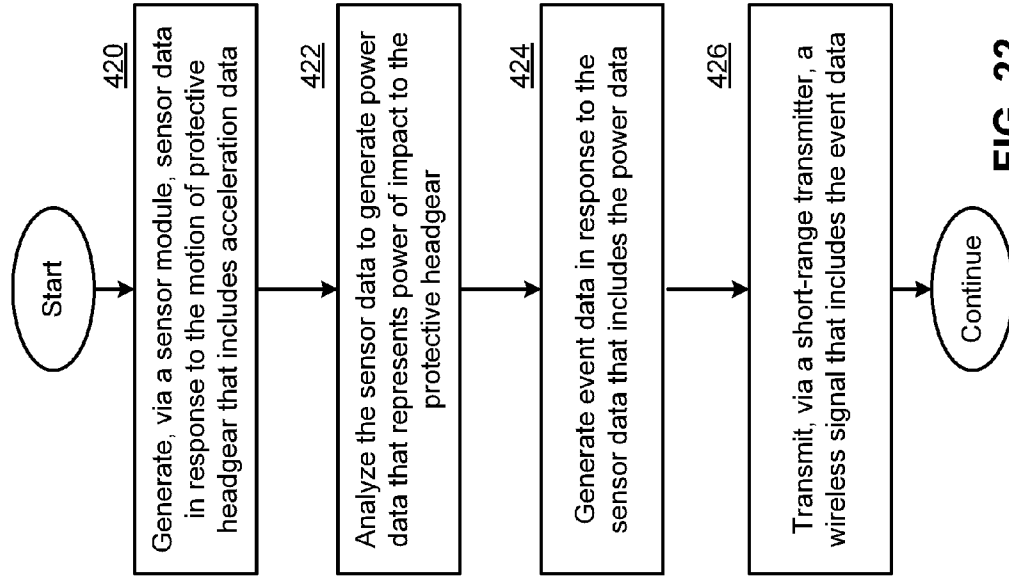 Start
420
Generate, via a sensor module, sensor data
in response to the motion of protective
headgear that includes acceleration data
422
Analyze the sensor data to generate power
data that represents power of impact to the
protective headgear
424
Generate event data in response to the
sensor data that includes the power data
426
Transmit, via a short-range transmitter, a
wireless signal that includes the event data
Continue
FIG. 22